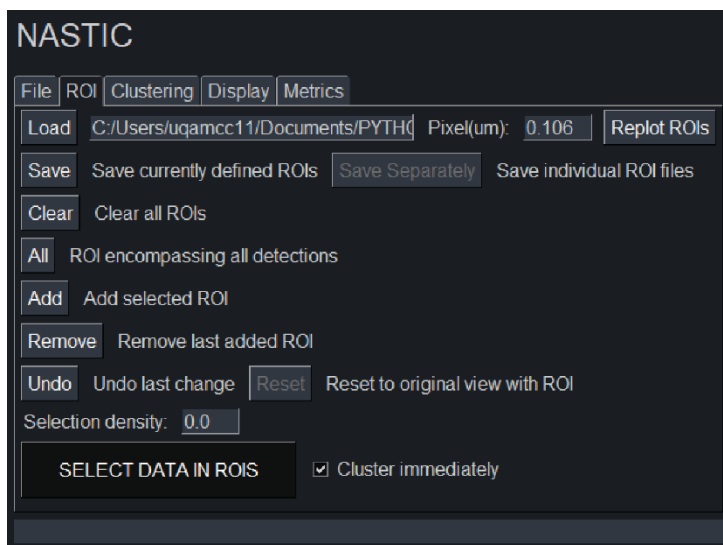 NASTIC
File ROI Clustering Display Metrics
Load C:/Users/uqamcc11/Documents/PYTHO Pixel(um): 0.106 Replot ROIs
Save Save currently defined ROIs Save Separately Save individual ROI files
Clear Clear all ROIs
All ROI encompassing all detections
Add Add selected ROI
Remove Remove last added ROI
Undo Undo last change Reset Reset to original view with ROI
Selection density: 0.0
SELECT DATA IN ROIS Cluster immediately